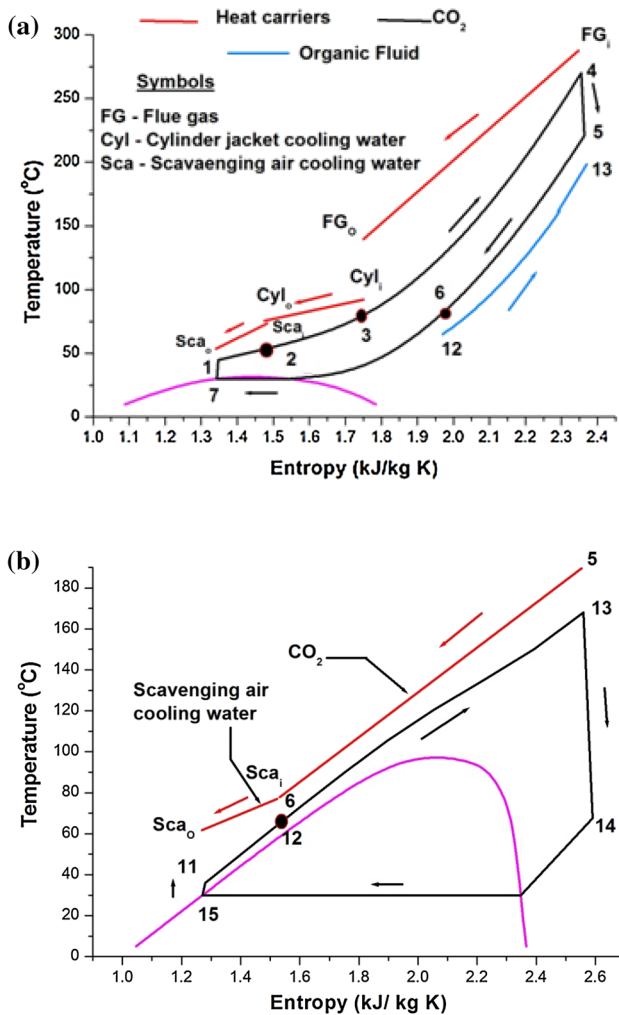 (a)
Heat carriers
CO2
Organic Fluid
Symbols
FG - Flue gas
Cyl - Cylinder jacket cooling water
Sca - Scavaenging air cooling water
FGi
4
5
13
FGo
Cyli
Cylo
Scai
Scao
1
2
3
6
12
7
300
250
200
150
100
50
0
1.0 1.1 1.2 1.3 1.4 1.5 1.6 1.7 1.8 1.9 2.0 2.1 2.2 2.3 2.4
Temperature (oC)
Entropy (kJ/kg K)
(b)
5
13
CO2
Scavenging air
cooling water
Scai
6
Scao
12
14
11
15
180
160
140
120
100
80
60
40
20
0
1.0 1.2 1.4 1.6 1.8 2.0 2.2 2.4 2.6
Temperature (oC)
Entropy (kJ/ kg K)